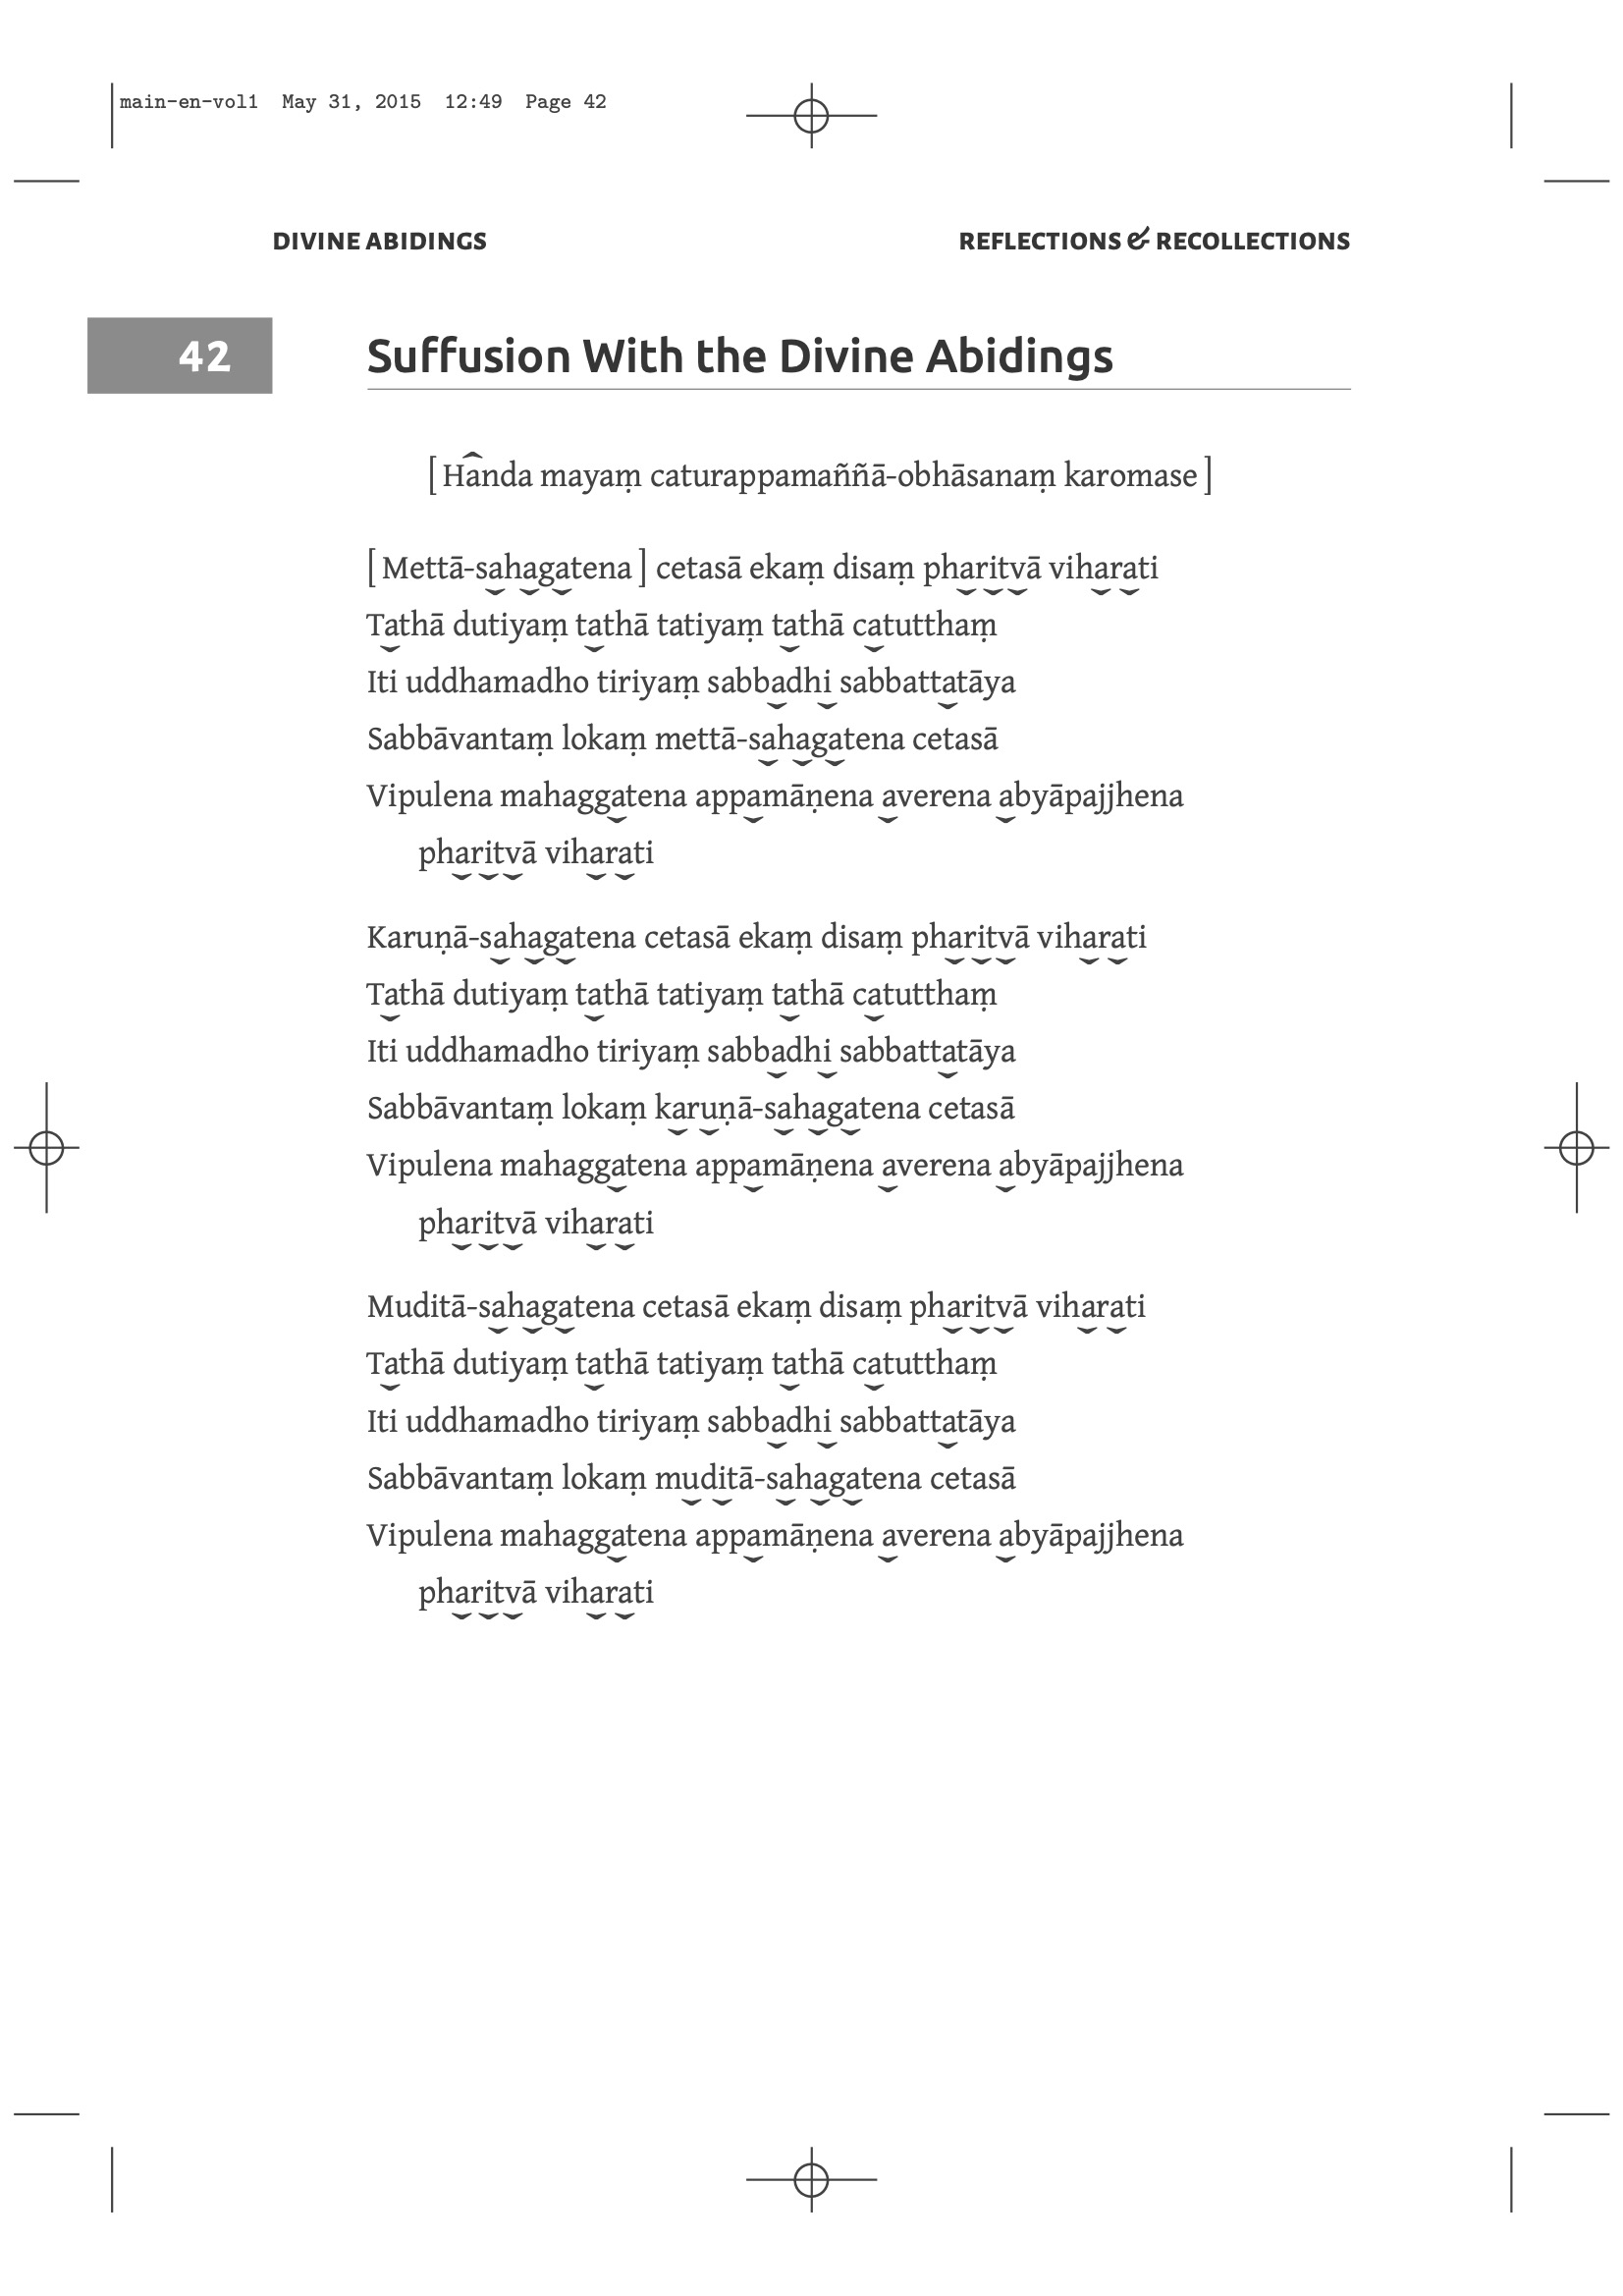 main-en-vol1 May 31, 2015 12:49 Page 42
DIVINE ABIDINGS
REFLECTIONS & RECOLLECTIONS
42
Suffusion With the Divine Abidings
[ Handa mayaṃ caturappamaññā-obhāsanaṃ karomase ]
[ Mettā-sahagatena ] cetasā ekaṃ disaṃ pharitvā viharati
Tathā dutiyaṃ tathā tatiyaṃ tathā catutthaṃ
Iti uddhamadho tiriyaṃ sabbadhi sabbattatāya
Sabbāvantaṃ lokaṃ mettā-sahagatena cetasā
Vipulena mahaggatena appamāṇena averena abyāpajjhena
pharitvā viharati
Karuṇā-sahagatena cetasā ekaṃ disaṃ pharitvā viharati
Tathā dutiyaṃ tathā tatiyaṃ tathā catutthaṃ
Iti uddhamadho tiriyaṃ sabbadhi sabbattatāya
Sabbāvantaṃ lokaṃ karuṇā-sahagatena cetasā
Vipulena mahaggatena appamāṇena averena abyāpajjhena
pharitvā viharati
Muditā-sahagatena cetasā ekaṃ disaṃ pharitvā viharati
Tathā dutiyaṃ tathā tatiyaṃ tathā catutthaṃ
Iti uddhamadho tiriyaṃ sabbadhi sabbattatāya
Sabbāvantaṃ lokaṃ muditā-sahagatena cetasā
Vipulena mahaggatena appamāṇena averena abyāpajjhena
pharitvā viharati